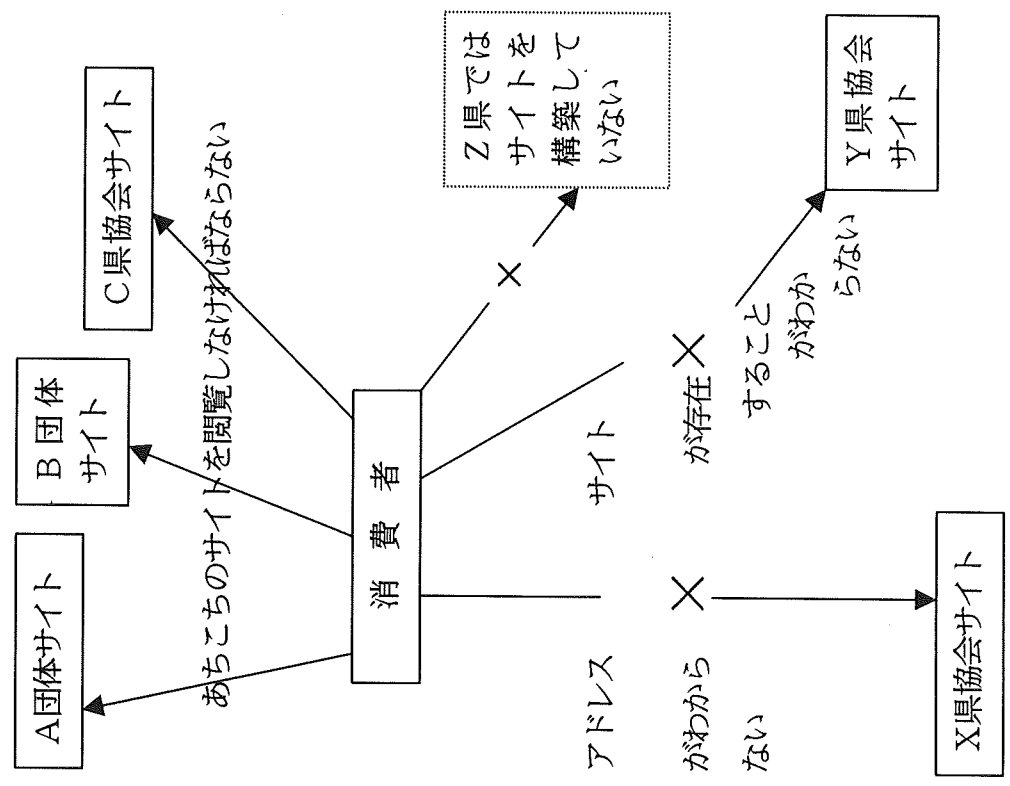 A団体サイト
B 団 体
サイト
C県協会サイト
あちこちのサイトを閲覧しなければならない
消 費 者
Z 県 で は
サ イ ト を
構 築 し て
いない
アドレス
がわから
ない
サイト
が存在
すること
がわか
らない
X県協会サイト
Y 県 協 会
サイト